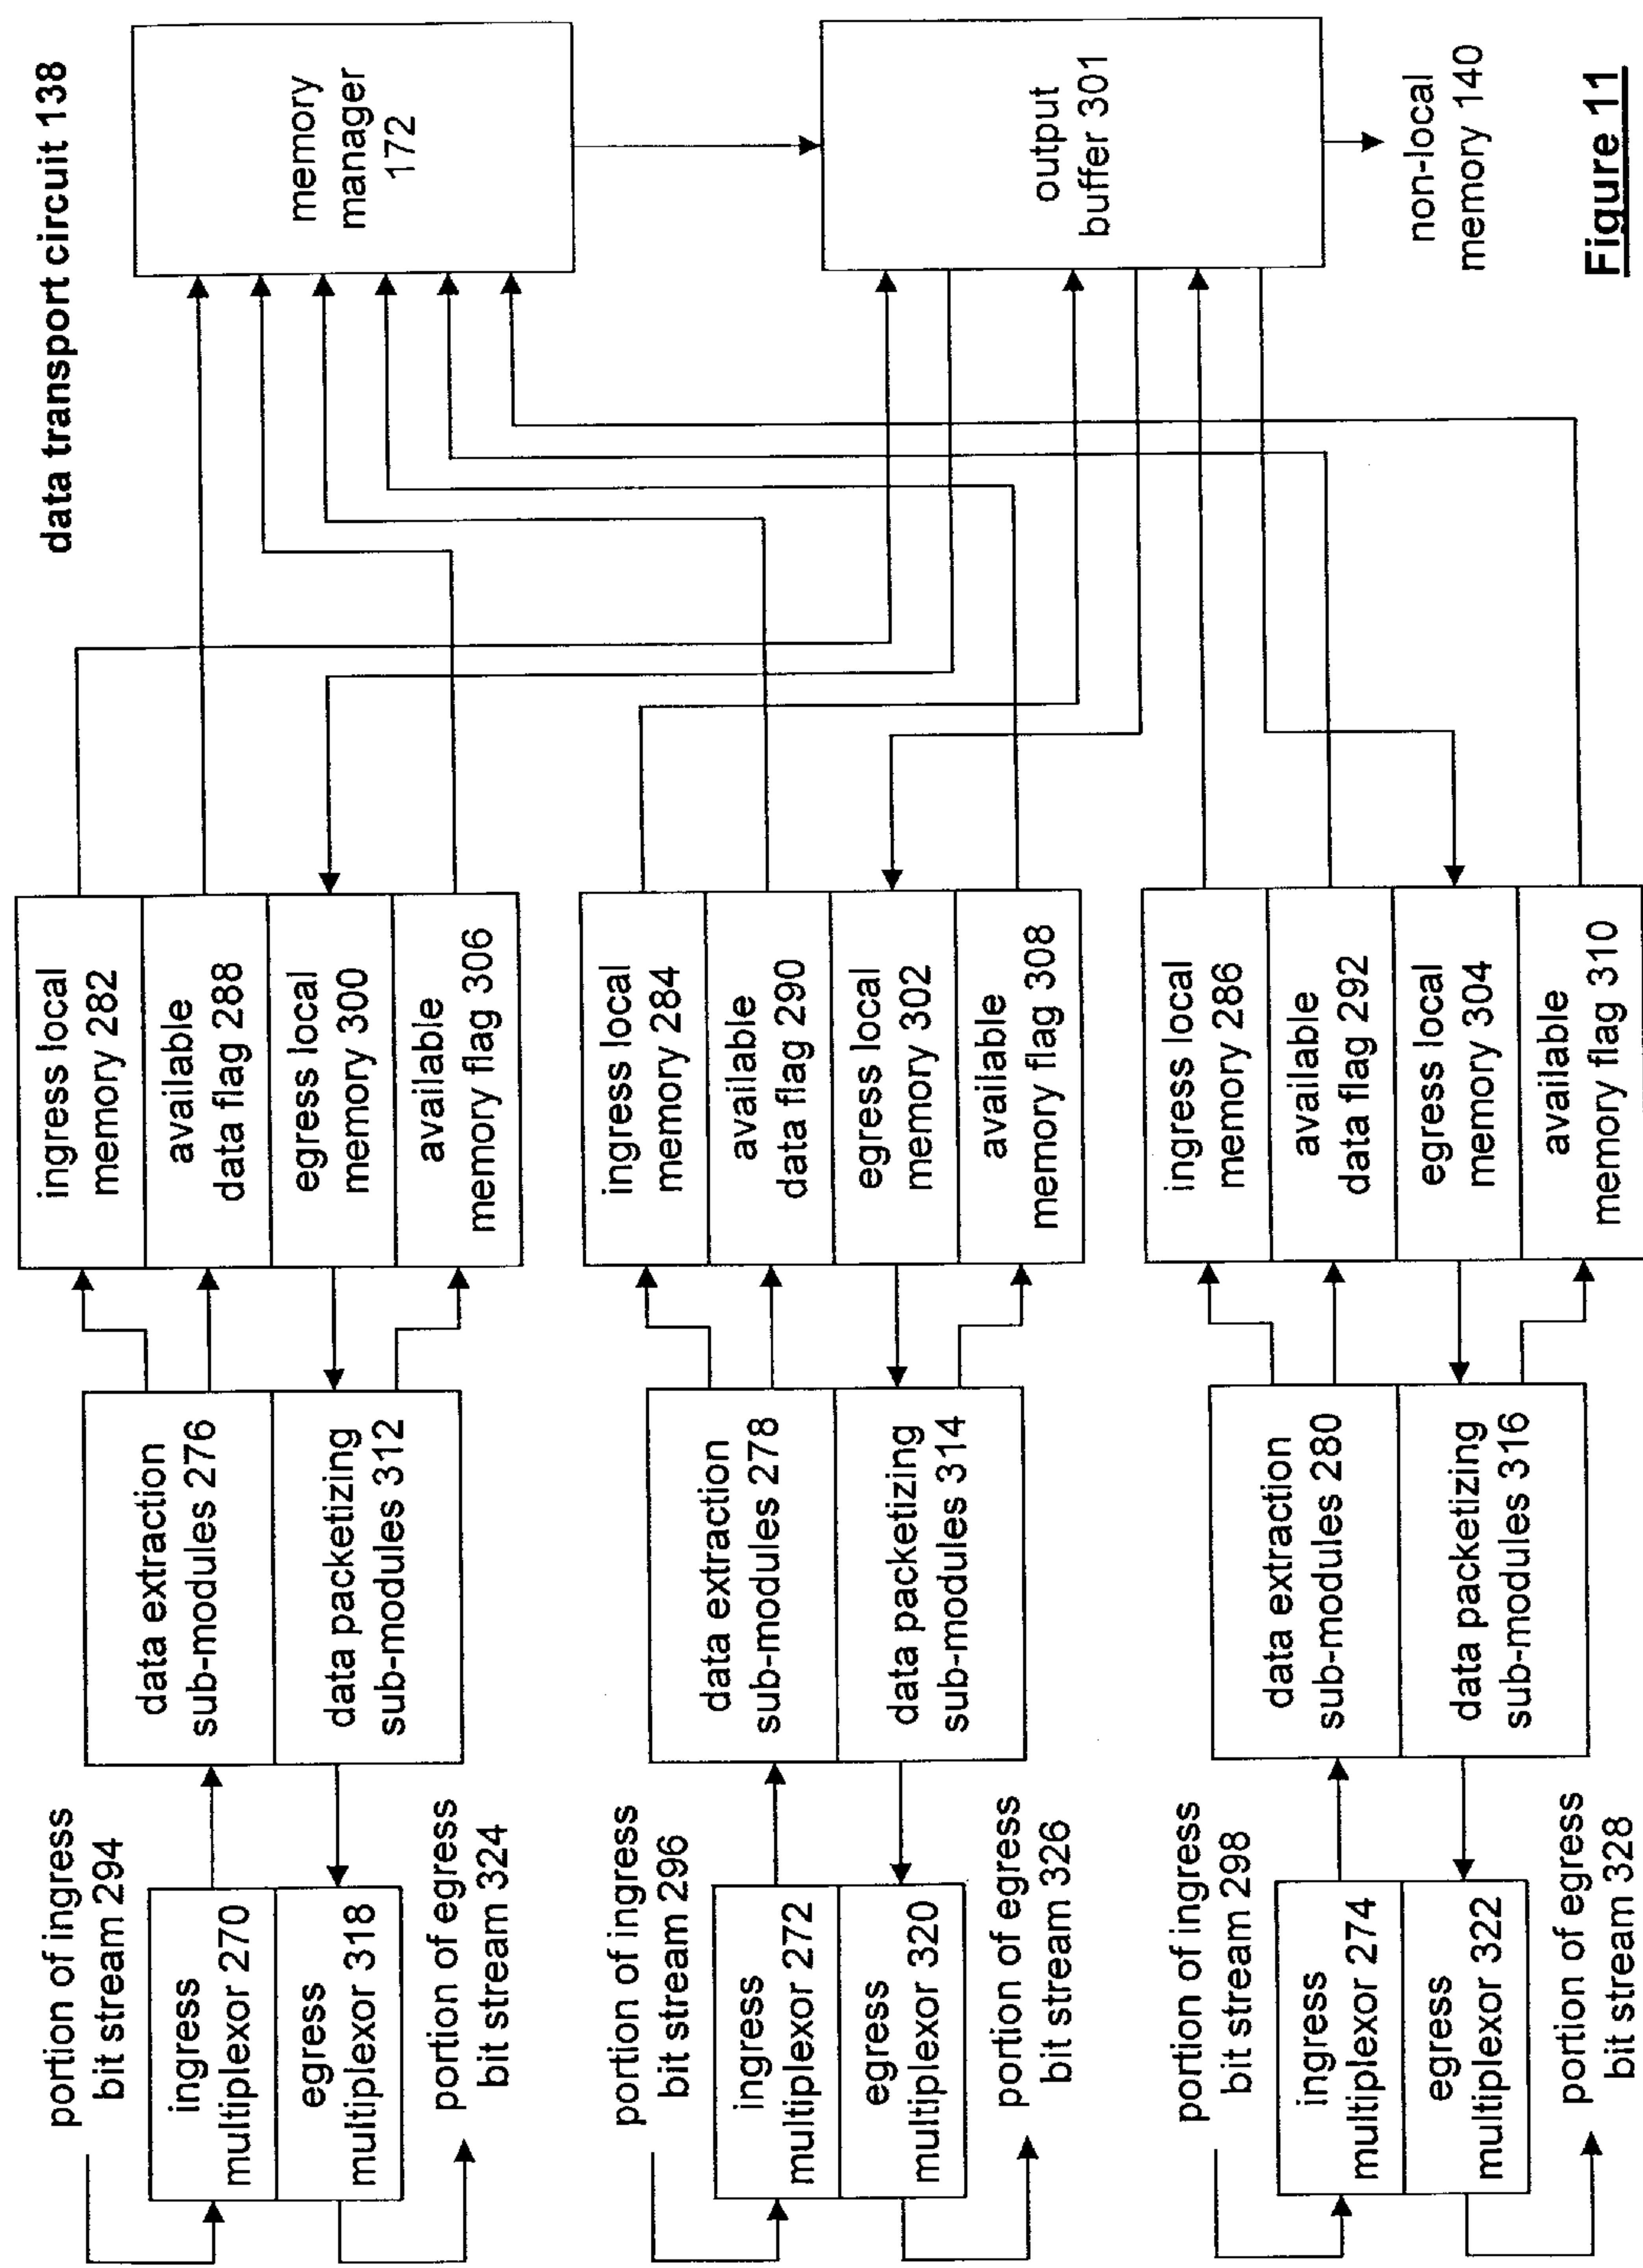 data transport circuit 138
portion of ingress
bit stream 294
ingress
multiplexor 270
egress
multiplexor 318
portion of egress
bit stream 324
data extraction
sub-modules 276
data packetizing
sub-modules 312
ingress local
memory 282
available
data flag 288
egress local
memory 300
available
memory flag 306
memory
manager
172
portion of ingress
bit stream 296
ingress
multiplexor 272
egress
multiplexor 320
portion of egress
bit stream 326
data extraction
sub-modules 278
data packetizing
sub-modules 314
ingress local
memory 284
available
data flag 290
egress local
memory 302
available
memory flag 308
output
buffer 301
portion of ingress
bit stream 298
ingress
multiplexor 274
egress
multiplexor 322
portion of egress
bit stream 328
data extraction
sub-modules 280
data packetizing
sub-modules 316
ingress local
memory 286
available
data flag 292
egress local
memory 304
available
memory flag 310
non-local
memory 140
Figure 11